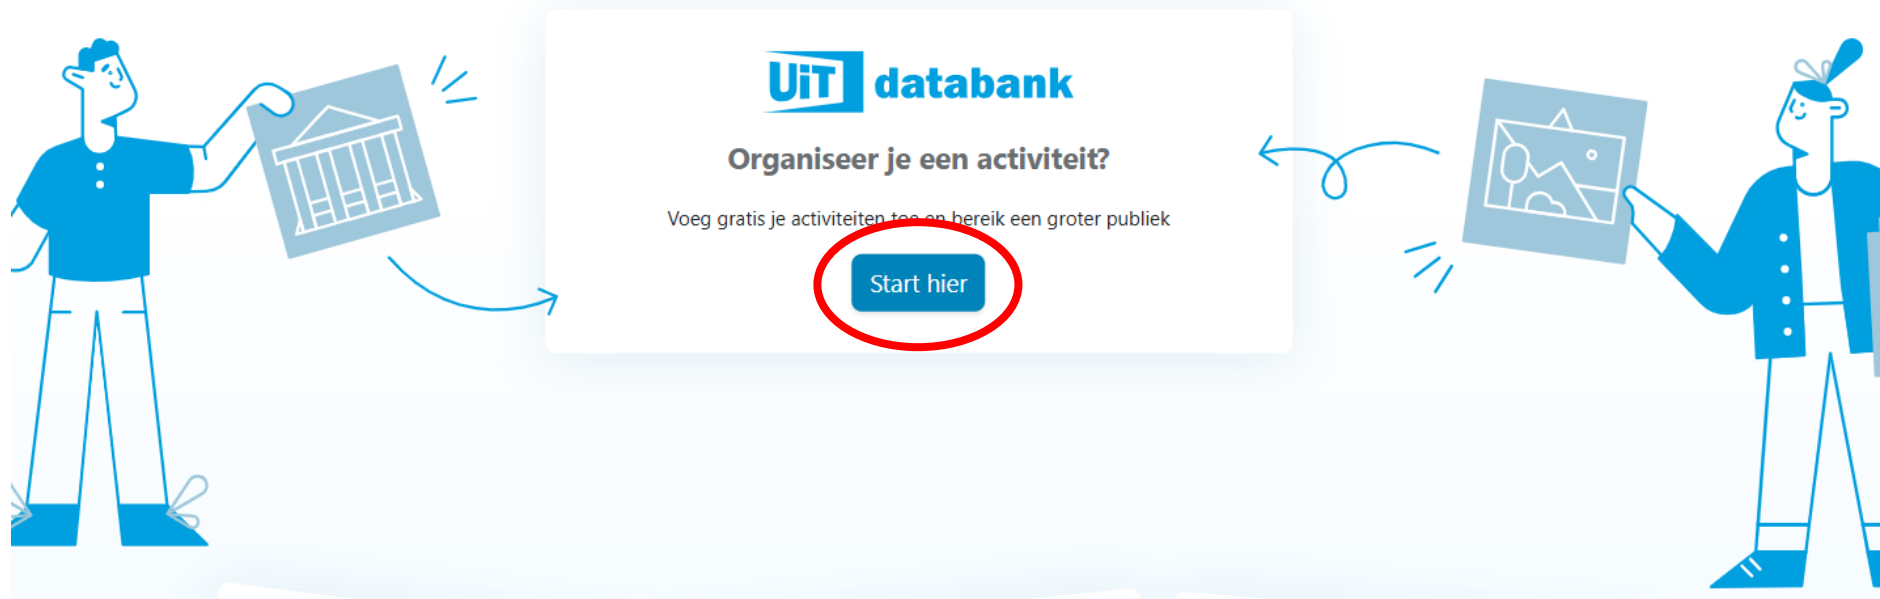 UiT databank
Organiseer je een activiteit?
Voeg gratis je activiteiten toe en bereik een groter publiek
Start hier